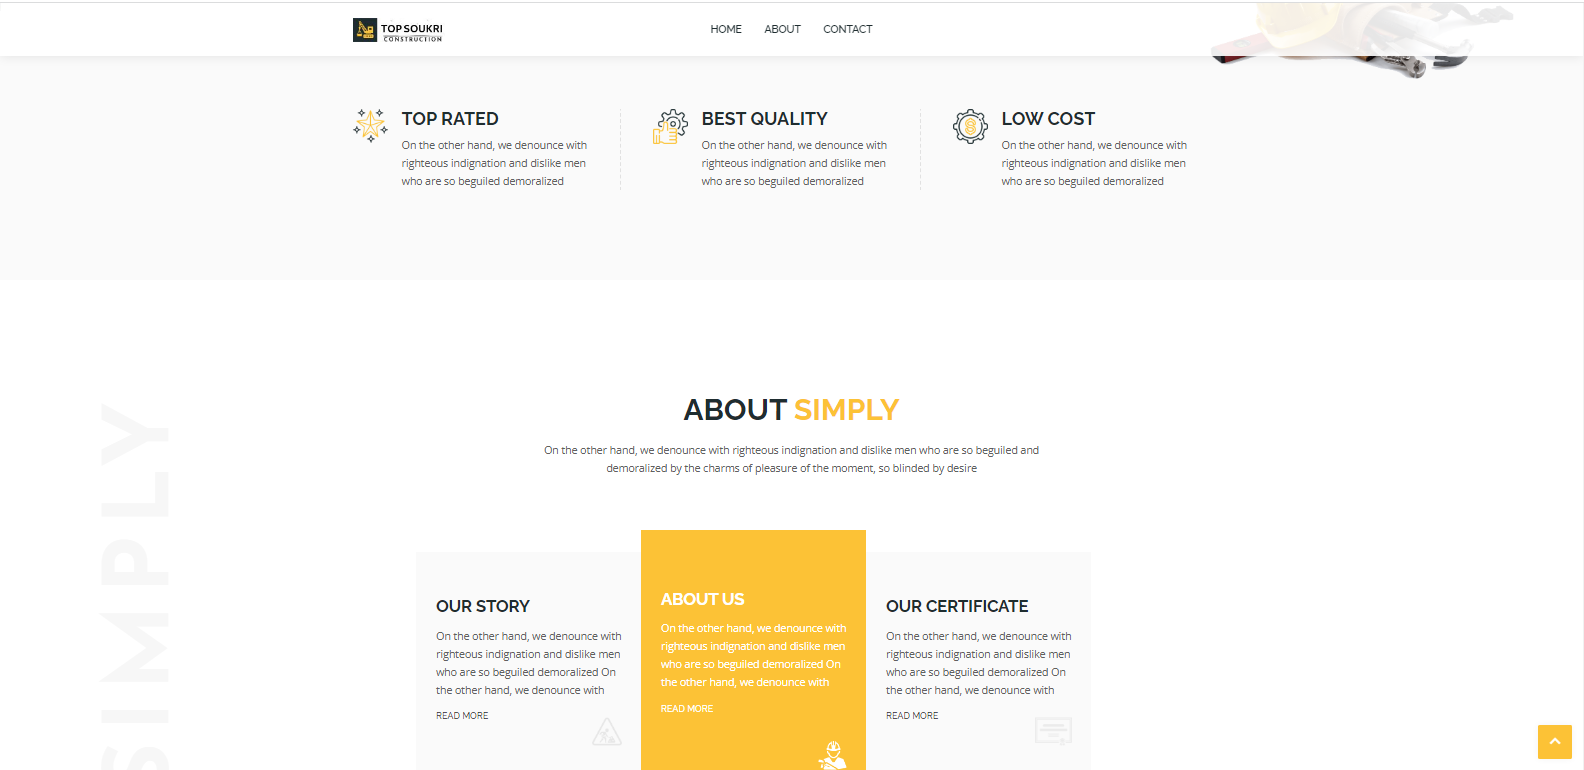 TOP SOUKRI
CONSTRUCTION
HOME ABOUT CONTACT
TOP RATED
On the other hand, we denounce with
righteous indignation and dislike men
who are so beguiled demoralized
BEST QUALITY
On the other hand, we denounce with
righteous indignation and dislike men
who are so beguiled demoralized
LOW COST
On the other hand, we denounce with
righteous indignation and dislike men
who are so beguiled demoralized
SIMPLY
ABOUT SIMPLY
On the other hand, we denounce with righteous indignation and dislike men who are so beguiled and
demoralized by the charms of pleasure of the moment, so blinded by desire
OUR STORY
On the other hand, we denounce with
righteous indignation and dislike men
who are so beguiled demoralized On
the other hand, we denounce with
READ MORE
ABOUT US
On the other hand, we denounce with
righteous indignation and dislike men
who are so beguiled demoralized On
the other hand, we denounce with
READ MORE
OUR CERTIFICATE
On the other hand, we denounce with
righteous indignation and dislike men
who are so beguiled demoralized On
the other hand, we denounce with
READ MORE